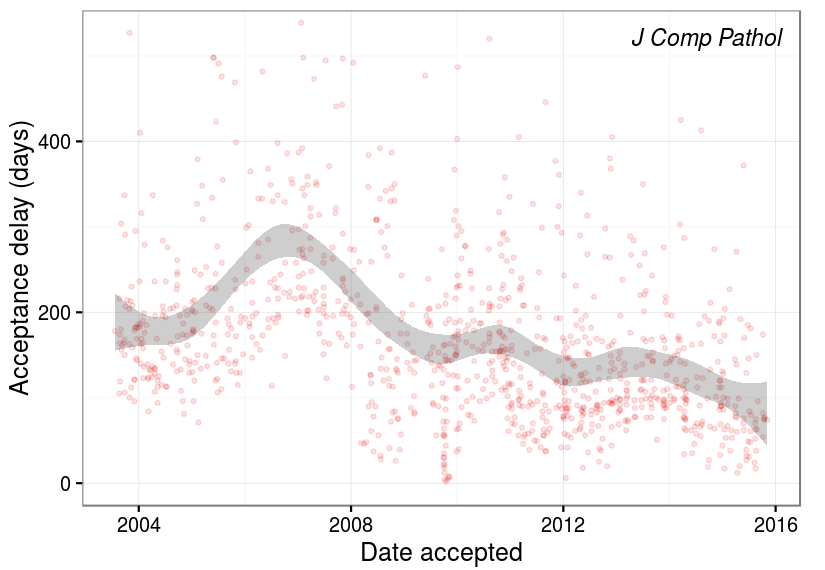 J Comp Pathol
Acceptance delay (days)
400
200
0
2004 2008 2012 2016
Date accepted